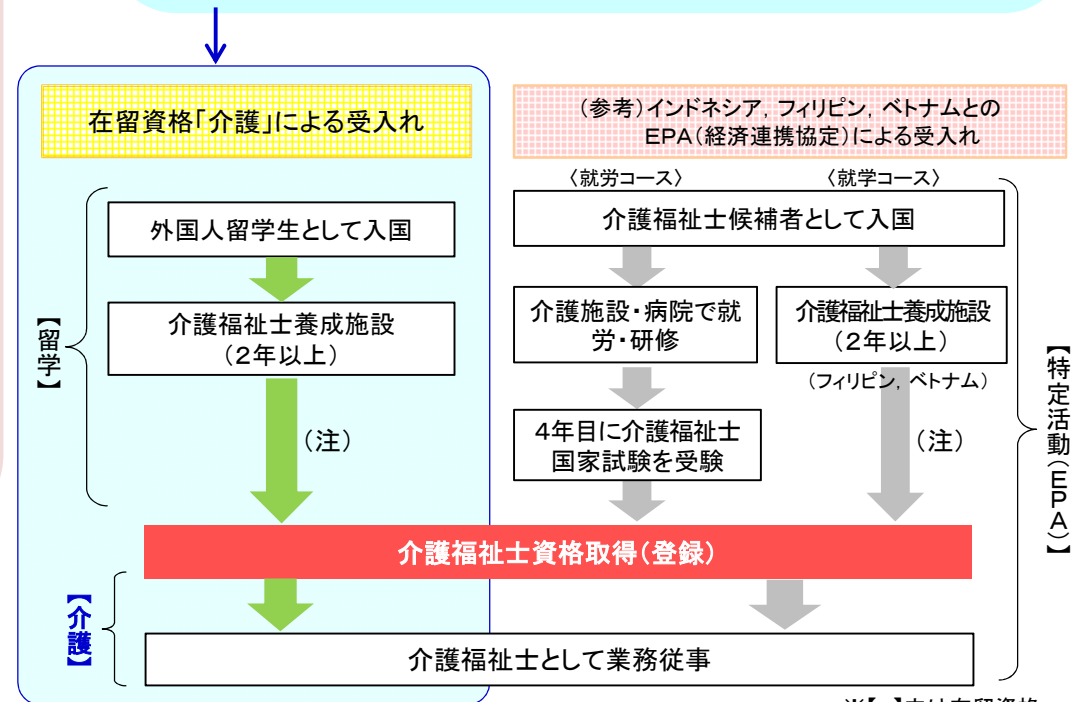 在留資格「介護」による受入れ
(参考)インドネシア, フィリピン, ベトナムとの
EPA(経済連携協定)による受入れ
〈就労コース〉
〈就学コース〉
外国人留学生として入国
介護福祉士候補者として入国
介護福祉士養成施設
(2年以上)
介護施設・病院で就
労・研修
介護福祉士養成施設
(2年以上)
(フィリピン, ベトナム)
【留学】
【特定活動(EPA)】
(注)
4年目に介護福祉士
国家試験を受験
(注)
介護福祉士資格取得(登録)
【介護】
介護福祉士として業務従事